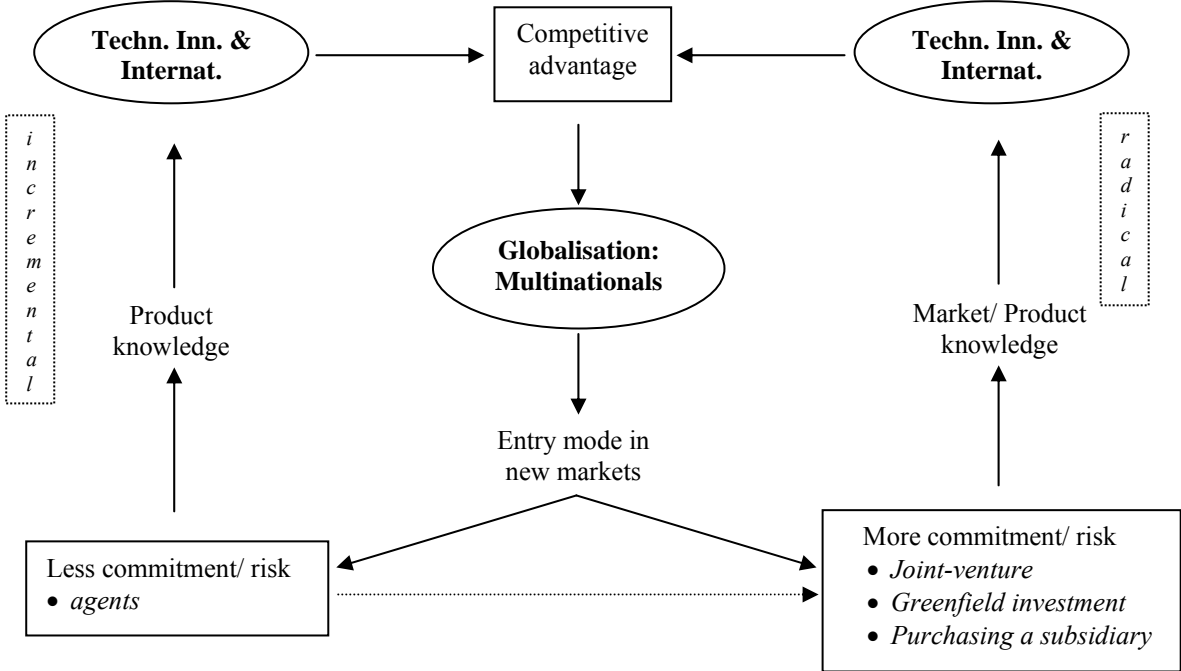 Techn. Inn. &
Internat.
Competitive
advantage
Techn. Inn. &
Internat.
incremental
radical
Globalisation:
Multinationals
Product
knowledge
Market/ Product
knowledge
Entry mode in
new markets
Less commitment/ risk
• agents
More commitment/ risk
• Joint-venture
• Greenfield investment
• Purchasing a subsidiary